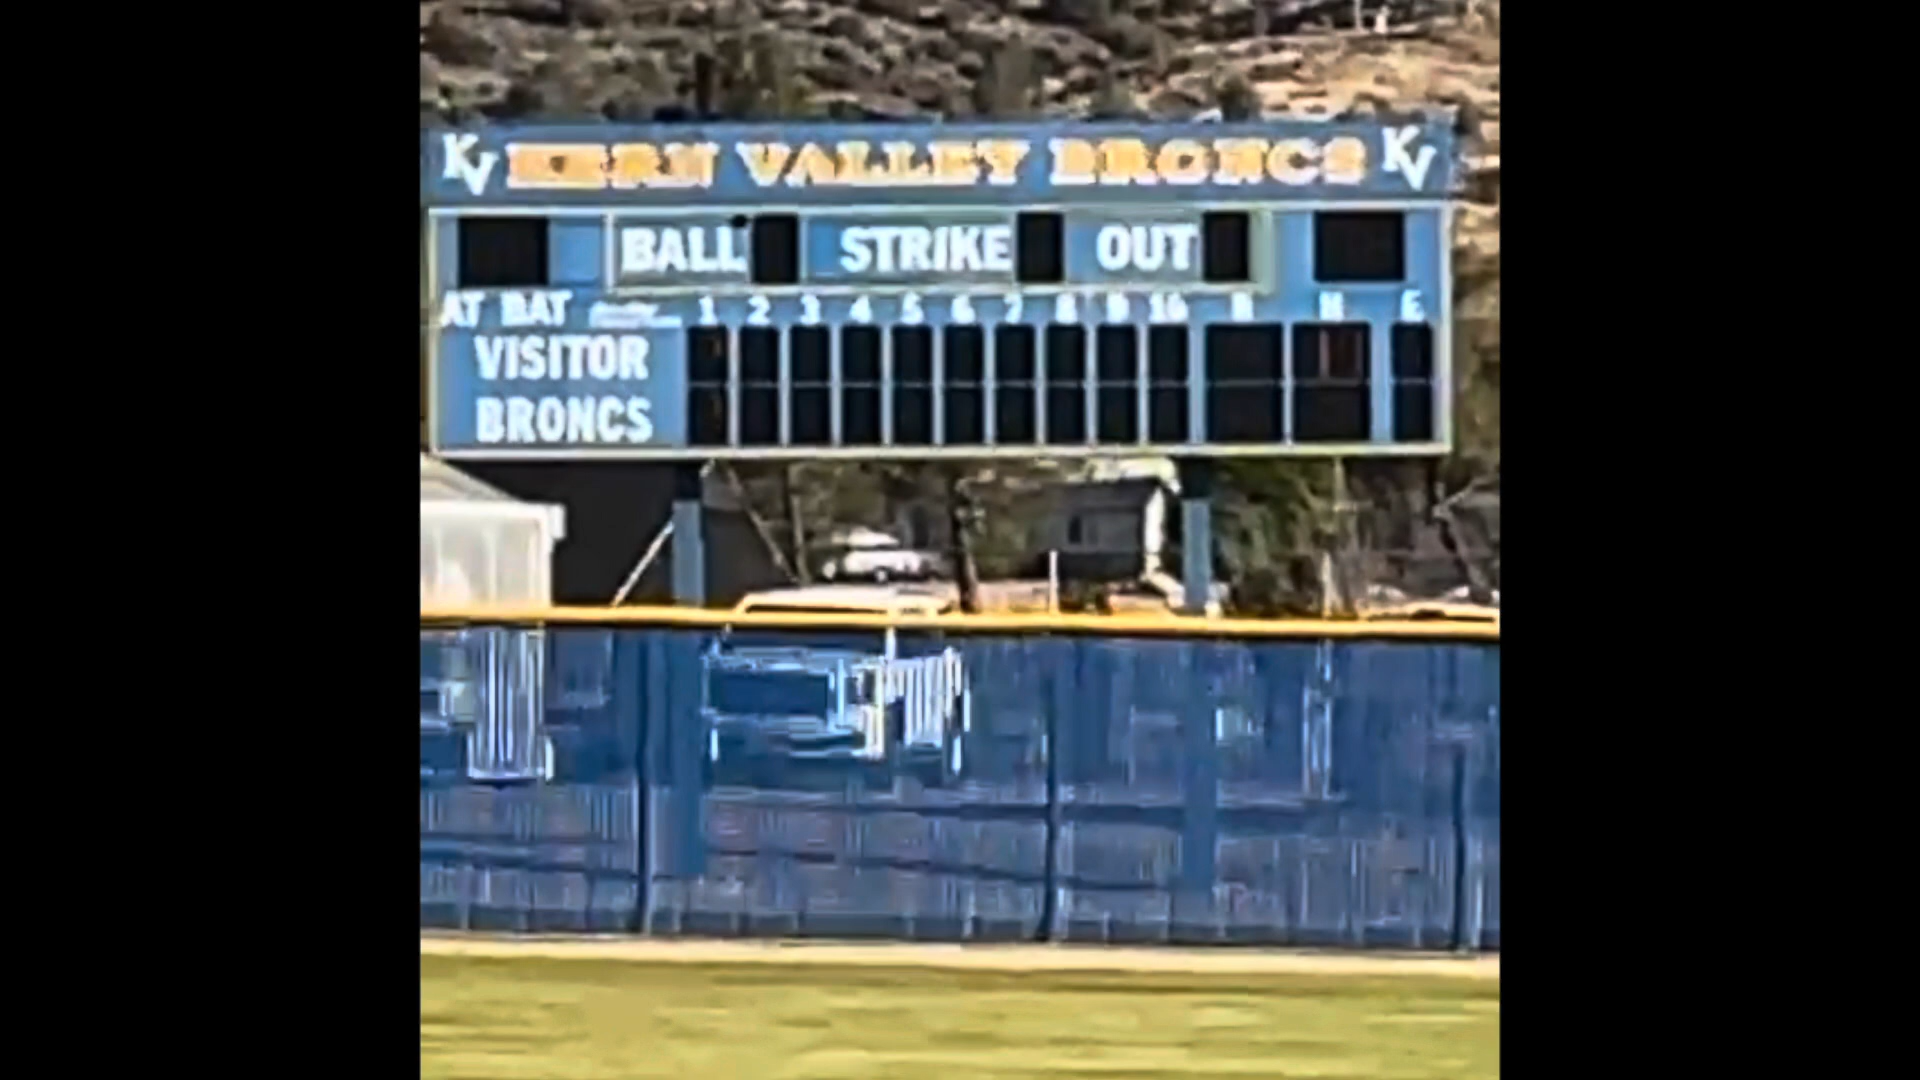 KV KERN VALLEY BRONCS KV
BALL STRIKE OUT
AT BAT 1 2 3 4 5 6 7 8 9 10 R H E
VISITOR
BRONCS